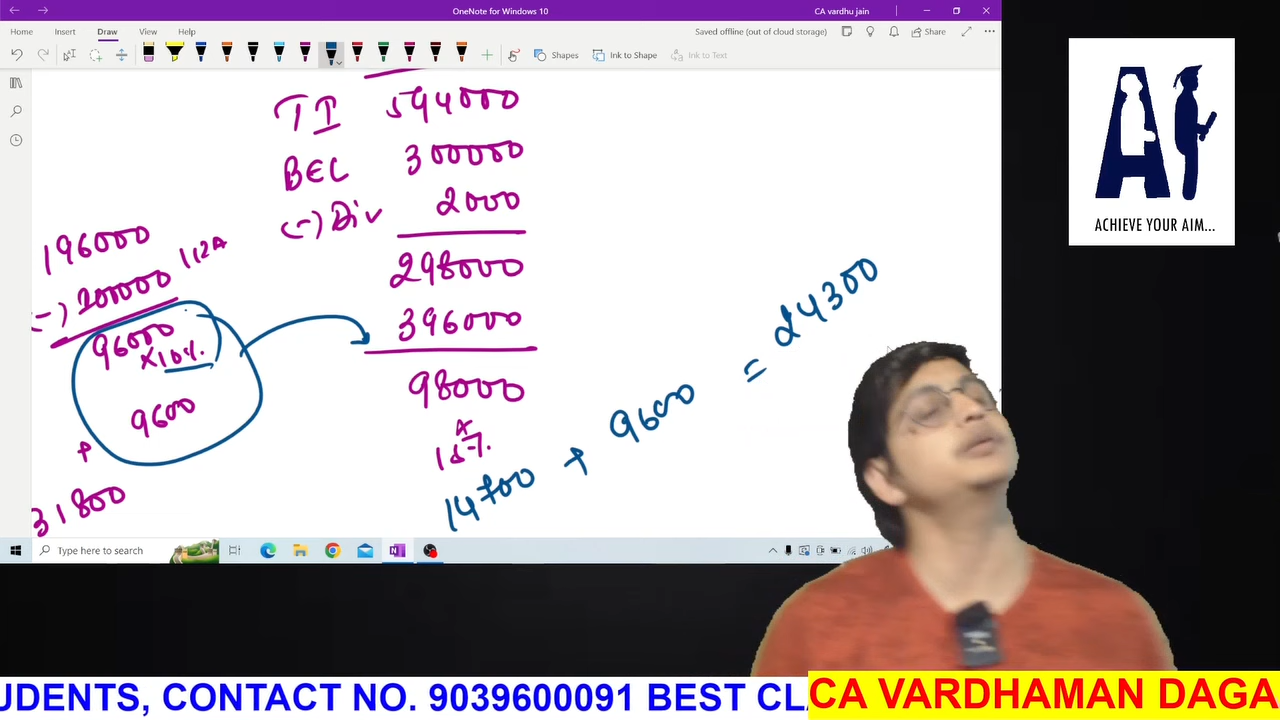 OneNote for Windows 10
CA vardhu jain
Home Insert Draw View Help
Saved offline (out of cloud storage)
Share
Shapes
Ink to Shape
Ink to Text
TI 594000
BEL 300000
(-) Div 2000
298000
396000
98000
×
15%
14700 + 9600 = 24300
196000
(-) 200000 112A
96000
×10%
9600
+
31800
ACHIEVE YOUR AIM...
Type here to search
UDENTS, CONTACT NO. 9039600091 BEST CL
CA VARDHAMAN DAGA